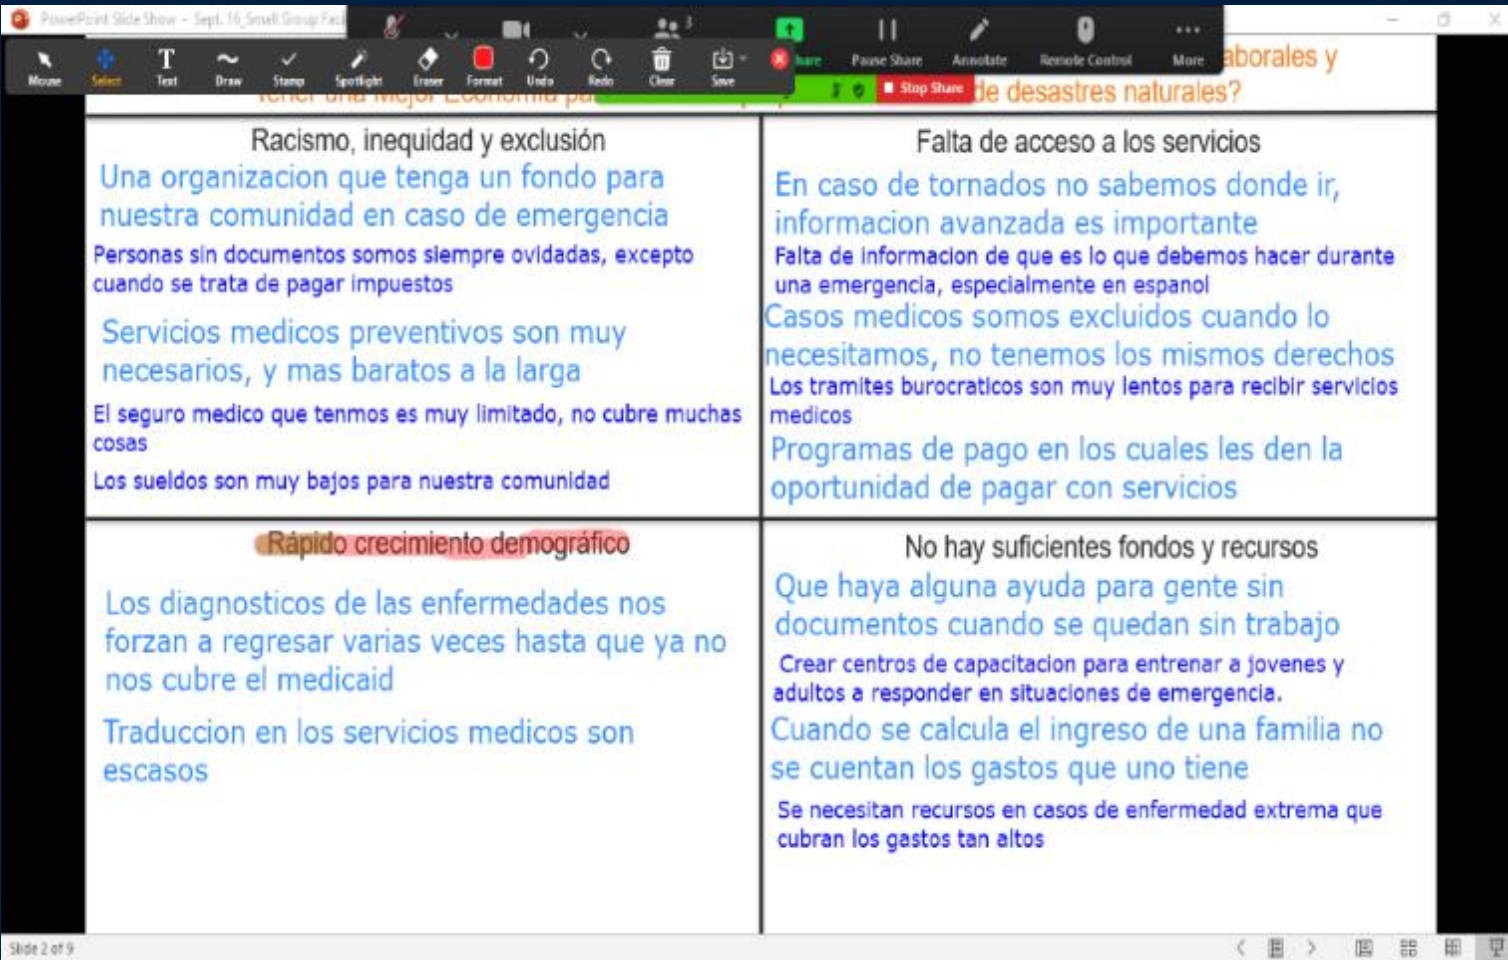 PowerPoint Slide Show - Sept. 16_Small Group Faci
3
Share
Pause Share
Annotate
Remote Control
More
Mouse
Select
Text
Draw
Stamp
Spotlight
Eraser
Format
Undo
Redo
Clear
Save
Stop Share
aborales y
Tener una Mejor Economía pa
de desastres naturales?
Racismo, inequidad y exclusión
Una organizacion que tenga un fondo para
nuestra comunidad en caso de emergencia
Personas sin documentos somos siempre ovidadas, excepto
cuando se trata de pagar impuestos
Servicios medicos preventivos son muy
necesarios, y mas baratos a la larga
El seguro medico que tenmos es muy limitado, no cubre muchas
cosas
Los sueldos son muy bajos para nuestra comunidad
Falta de acceso a los servicios
En caso de tornados no sabemos donde ir,
informacion avanzada es importante
Falta de informacion de que es lo que debemos hacer durante
una emergencia, especialmente en espanol
Casos medicos somos excluidos cuando lo
necesitamos, no tenemos los mismos derechos
Los tramites burocraticos son muy lentos para recibir servicios
medicos
Programas de pago en los cuales les den la
oportunidad de pagar con servicios
Rápido crecimiento demográfico
Los diagnosticos de las enfermedades nos
forzan a regresar varias veces hasta que ya no
nos cubre el medicaid
Traduccion en los servicios medicos son
escasos
No hay suficientes fondos y recursos
Que haya alguna ayuda para gente sin
documentos cuando se quedan sin trabajo
Crear centros de capacitacion para entrenar a jovenes y
adultos a responder en situaciones de emergencia.
Cuando se calcula el ingreso de una familia no
se cuentan los gastos que uno tiene
Se necesitan recursos en casos de enfermedad extrema que
cubran los gastos tan altos
Slide 2 of 9